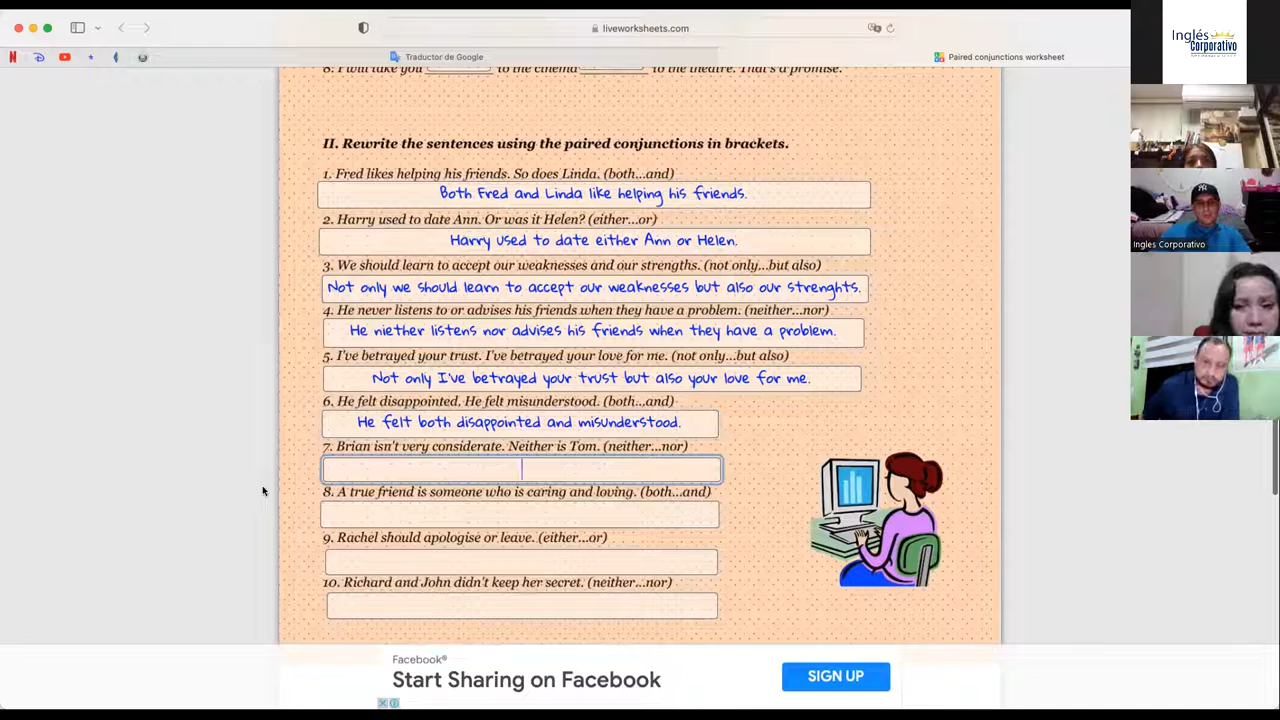 liveworksheets.com
Traductor de Google
Paired conjunctions worksheet
8. I will take you to the cinema to the theatre. That's a promise.
II. Rewrite the sentences using the paired conjunctions in brackets.
1. Fred likes helping his friends. So does Linda. (both...and)
Both Fred and Linda like helping his friends.
2. Harry used to date Ann. Or was it Helen? (either...or)
Harry used to date either Ann or Helen.
3. We should learn to accept our weaknesses and our strengths. (not only...but also)
Not only we should learn to accept our weaknesses but also our strenghts.
4. He never listens to or advises his friends when they have a problem. (neither...nor)
He niether listens nor advises his friends when they have a problem.
5. I've betrayed your trust. I've betrayed your love for me. (not only...but also)
Not only I've betrayed your trust but also your love for me.
6. He felt disappointed. He felt misunderstood. (both...and)
He felt both disappointed and misunderstood.
7. Brian isn't very considerate. Neither is Tom. (neither...nor)
8. A true friend is someone who is caring and loving. (both...and)
9. Rachel should apologise or leave. (either...or)
10. Richard and John didn't keep her secret. (neither...nor)
Facebook®
Start Sharing on Facebook
SIGN UP
Inglés
Corporativo
Ingles Corporativo